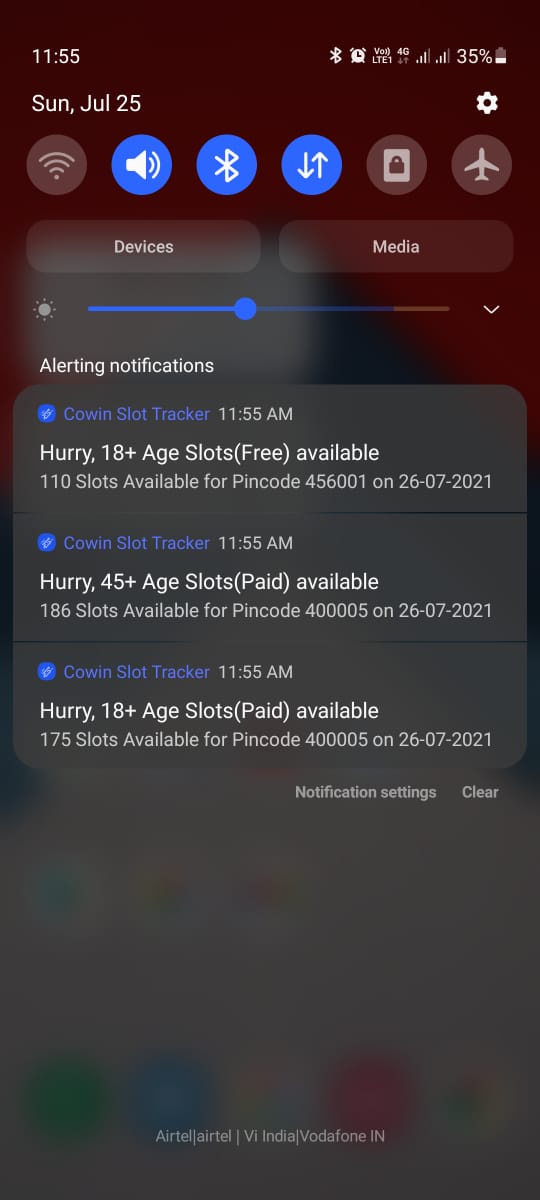 11:55
Vo)) LTE1 4G 35%
Sun, Jul 25
Devices Media
Alerting notifications
Cowin Slot Tracker 11:55 AM
Hurry, 18+ Age Slots(Free) available
110 Slots Available for Pincode 456001 on 26-07-2021
Cowin Slot Tracker 11:55 AM
Hurry, 45+ Age Slots(Paid) available
186 Slots Available for Pincode 400005 on 26-07-2021
Cowin Slot Tracker 11:55 AM
Hurry, 18+ Age Slots(Paid) available
175 Slots Available for Pincode 400005 on 26-07-2021
Notification settings Clear
Airtel|airtel | Vi India|Vodafone IN